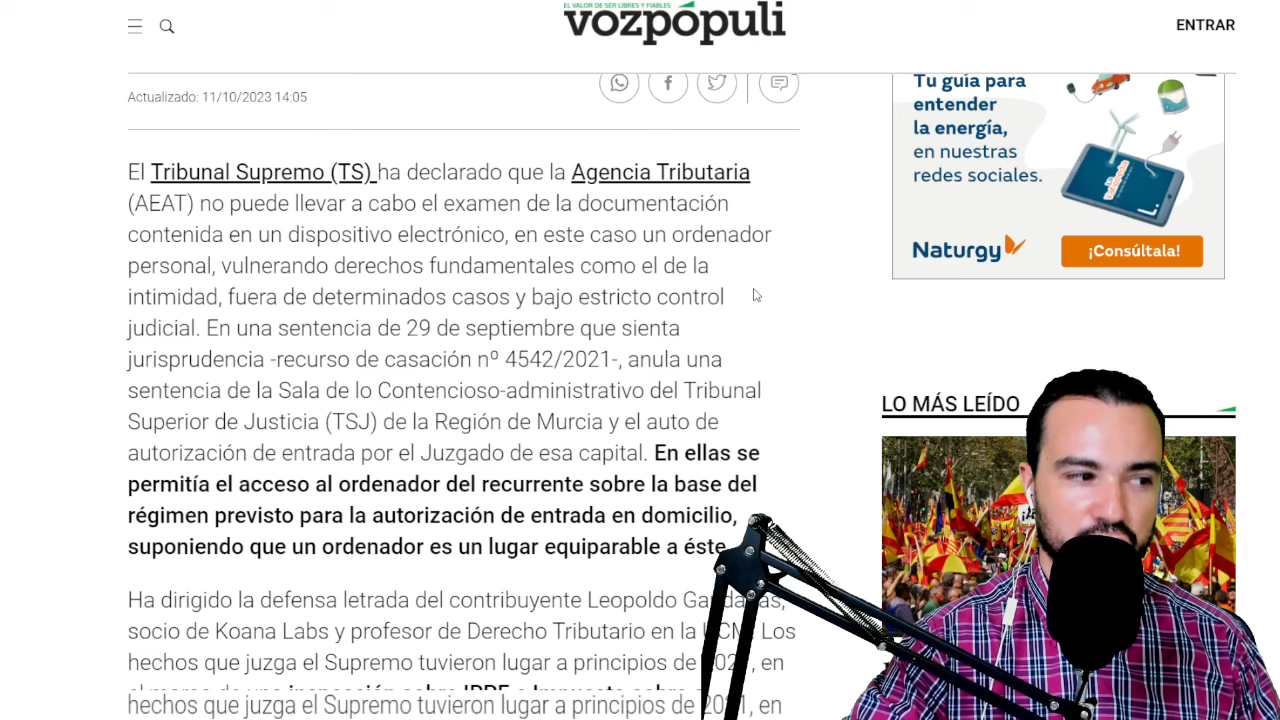 EL VALOR DE SER LIBRES Y FIABLES
vozpópuli
ENTRAR
Actualizado: 11/10/2023 14:05
El Tribunal Supremo (TS) ha declarado que la Agencia Tributaria
(AEAT) no puede llevar a cabo el examen de la documentación
contenida en un dispositivo electrónico, en este caso un ordenador
personal, vulnerando derechos fundamentales como el de la
intimidad, fuera de determinados casos y bajo estricto control
judicial. En una sentencia de 29 de septiembre que sienta
jurisprudencia -recurso de casación nº 4542/2021-, anula una
sentencia de la Sala de lo Contencioso-administrativo del Tribunal
Superior de Justicia (TSJ) de la Región de Murcia y el auto de
autorización de entrada por el Juzgado de esa capital. En ellas se
permitía el acceso al ordenador del recurrente sobre la base del
régimen previsto para la autorización de entrada en domicilio,
suponiendo que un ordenador es un lugar equiparable a éste
Ha dirigido la defensa letrada del contribuyente Leopoldo
socio de Koana Labs y profesor de Derecho Tributario en la Los
hechos que juzga el Supremo tuvieron lugar a principios de , en
hechos que juzga el Supremo tuvieron lugar a principios de , en
Tu guía para
entender
la energía,
en nuestras
redes sociales.
Naturgy
¡Consúltala!
LO MÁS LEÍDO